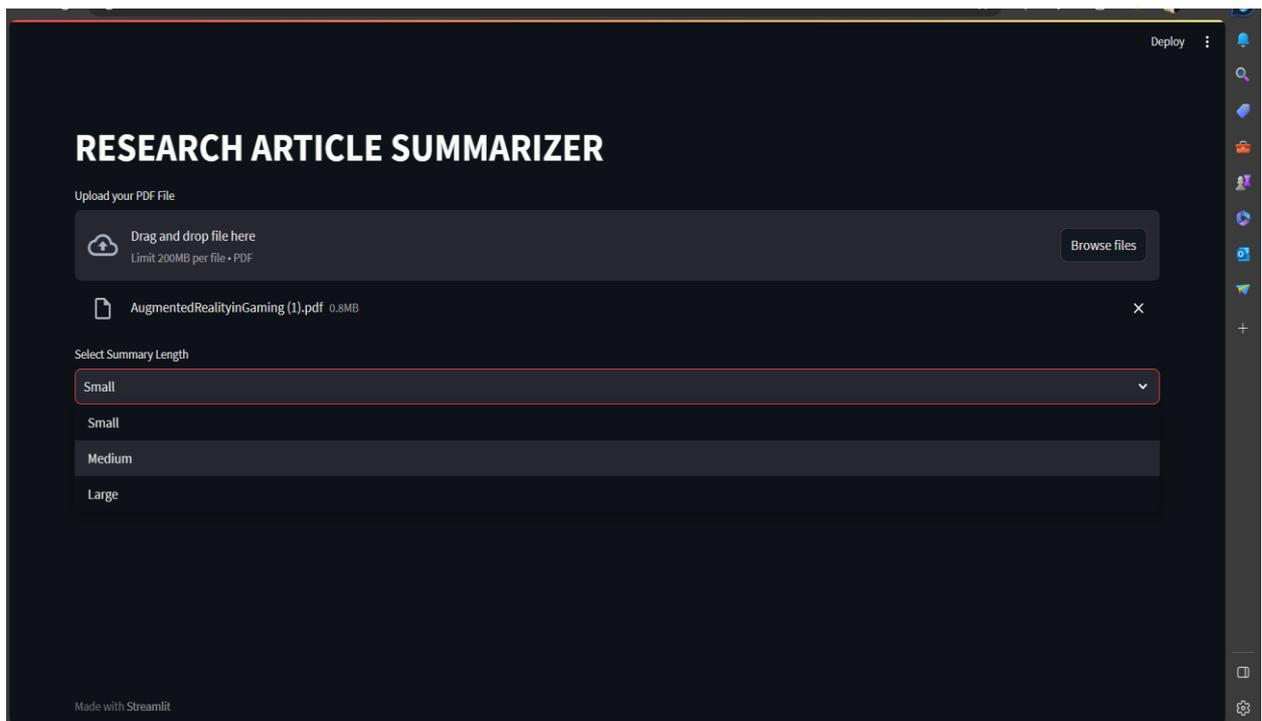 Deploy
RESEARCH ARTICLE SUMMARIZER
Upload your PDF File
Drag and drop file here
Limit 200MB per file • PDF
Browse files
AugmentedRealityinGaming (1).pdf 0.8MB
Select Summary Length
Small
Small
Medium
Large
Made with Streamlit